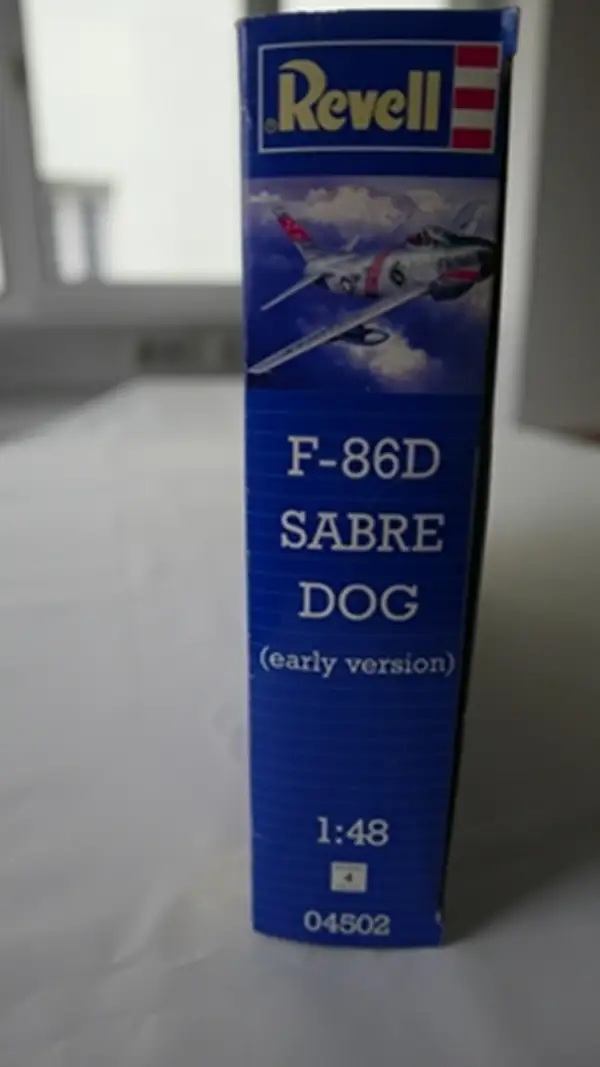 Revell
F-86D
SABRE
DOG
(early version)
1:48
4
04502